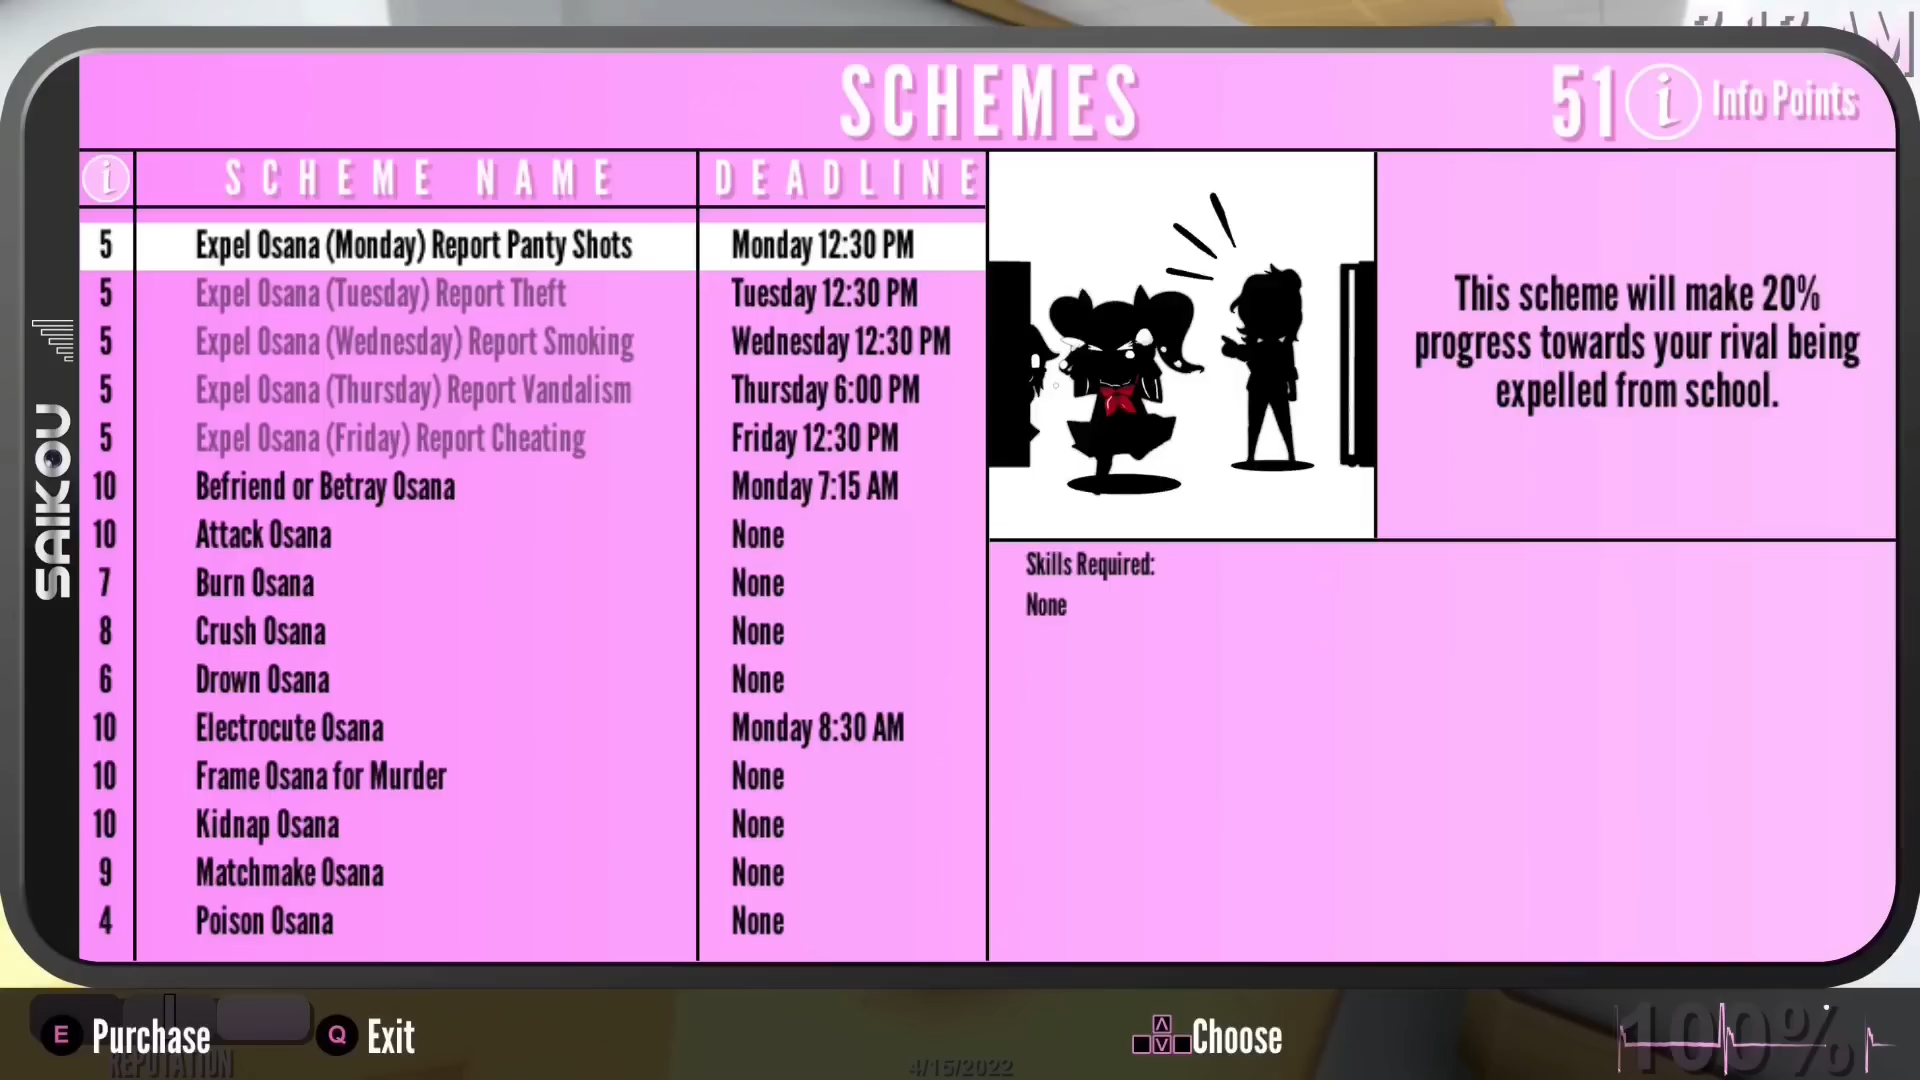 SCHEMES
51 i Info Points
i SCHEME NAME DEADLINE
5 Expel Osana (Monday) Report Panty Shots Monday 12:30 PM
5 Expel Osana (Tuesday) Report Theft Tuesday 12:30 PM
5 Expel Osana (Wednesday) Report Smoking Wednesday 12:30 PM
5 Expel Osana (Thursday) Report Vandalism Thursday 6:00 PM
5 Expel Osana (Friday) Report Cheating Friday 12:30 PM
10 Befriend or Betray Osana Monday 7:15 AM
10 Attack Osana None
7 Burn Osana None
8 Crush Osana None
6 Drown Osana None
10 Electrocute Osana Monday 8:30 AM
10 Frame Osana for Murder None
10 Kidnap Osana None
9 Matchmake Osana None
4 Poison Osana None
This scheme will make 20%
progress towards your rival being
expelled from school.
Skills Required:
None
SAIKOU
E Purchase Q Exit Choose
REPUTATION
4/15/2022
100%